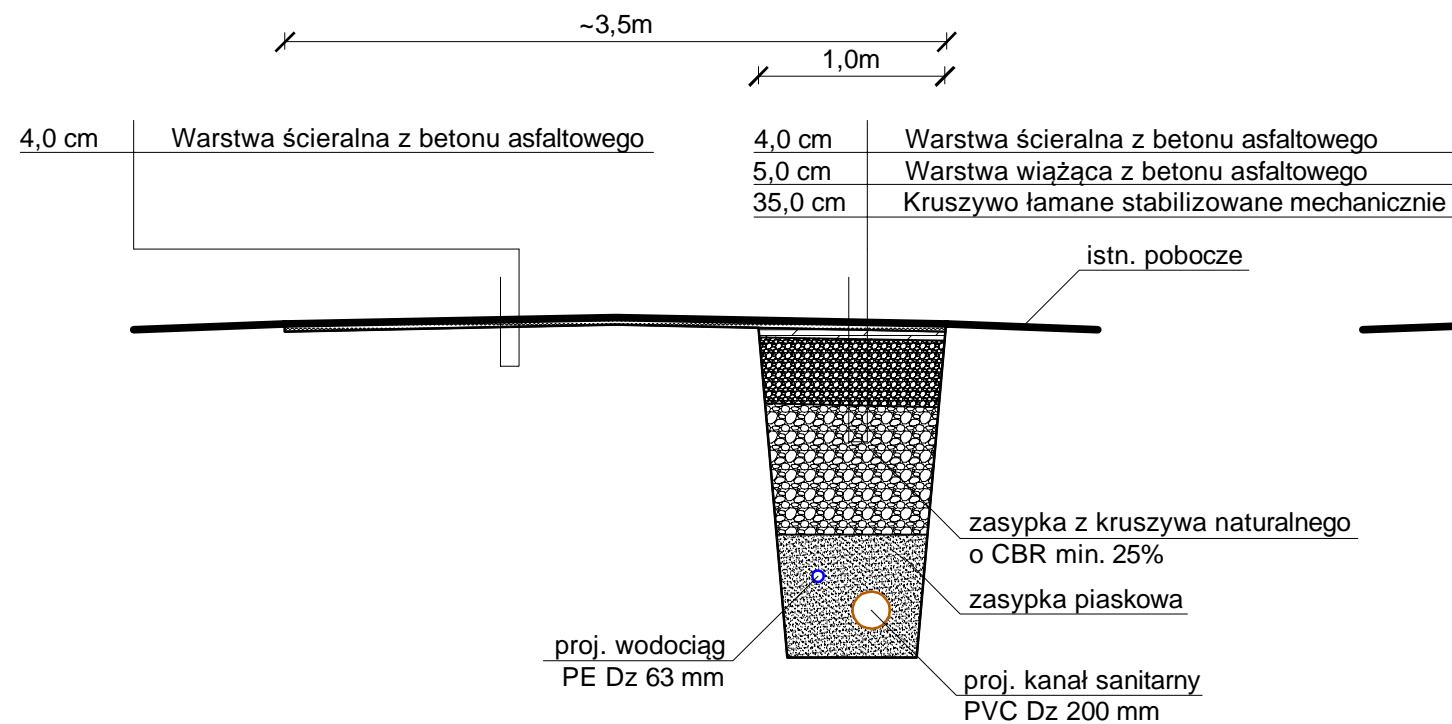 ~3,5m
1,0m
4,0 cm Warstwa ścieralna z betonu asfaltowego
4,0 cm Warstwa ścieralna z betonu asfaltowego
5,0 cm Warstwa wiążąca z betonu asfaltowego
35,0 cm Kruszywo łamane stabilizowane mechanicznie
istn. pobocze
zasypka z kruszywa naturalnego
o CBR min. 25%
zasypka piaskowa
proj. wodociąg
PE Dz 63 mm
proj. kanał sanitarny
PVC Dz 200 mm